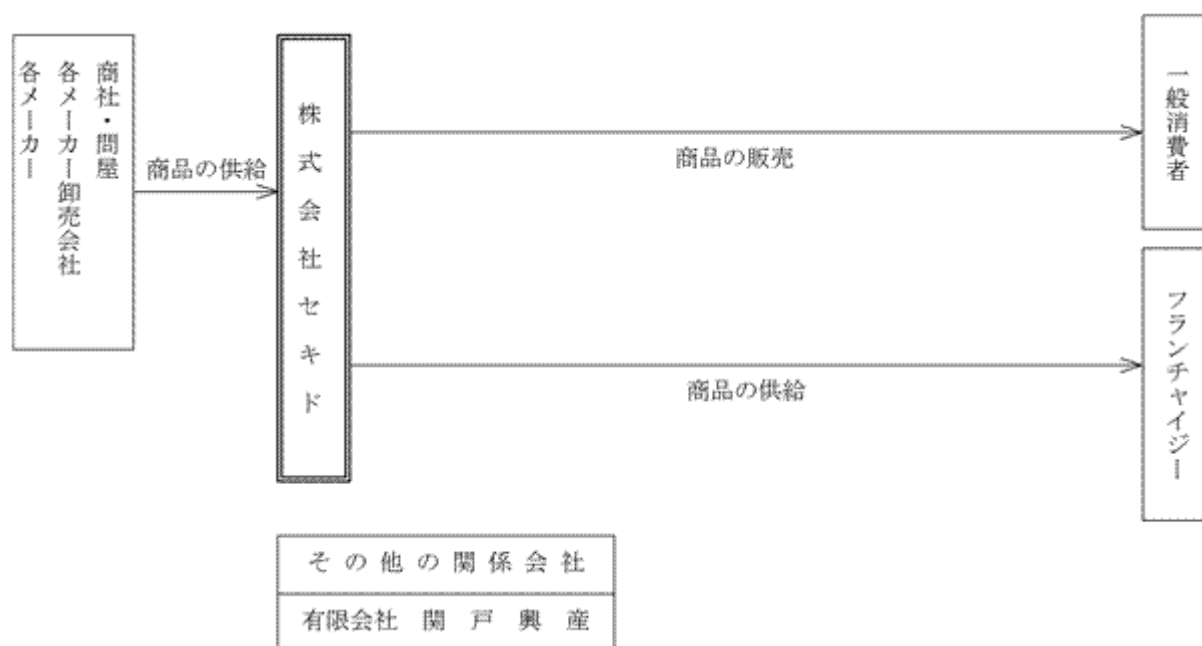 商社・問屋
各メーカー卸売会社
各メーカー
商品の供給
株式会社セキド
商品の販売
商品の供給
一般消費者
フランチャイジー
その他の関係会社
有限会社 関戸興産